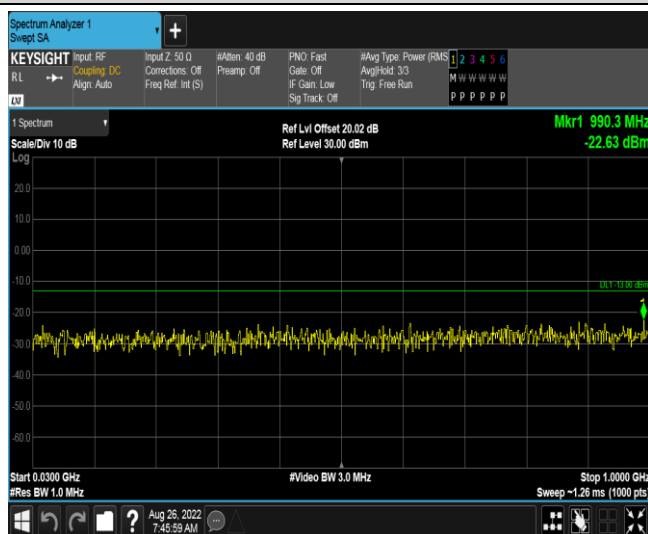 Spectrum Analyzer 1
Swept SA
+
KEYSIGHT
RL
LXI
Input: RF
Coupling: DC
Align: Auto
Input Z: 50 Ω
Corrections: Off
Freq Ref: Int (S)
#Atten: 40 dB
Preamp: Off
PNO: Fast
Gate: Off
IF Gain: Low
Sig Track: Off
#Avg Type: Power (RMS
Avg|Hold: 3/3
Trig: Free Run
1 2 3 4 5 6
M W W W W W
P P P P P P
1 Spectrum
Scale/Div 10 dB
Log
Ref Lvl Offset 20.02 dB
Ref Level 30.00 dBm
Mkr1 990.3 MHz
-22.63 dBm
20.0
10.0
0.00
-10.0
DL1 -13.00 dBm
-20.0
-30.0
-40.0
-50.0
-60.0
Start 0.0300 GHz
#Res BW 1.0 MHz
#Video BW 3.0 MHz
Stop 1.0000 GHz
Sweep ~1.26 ms (1000 pts)
?
Aug 26, 2022
7:45:59 AM